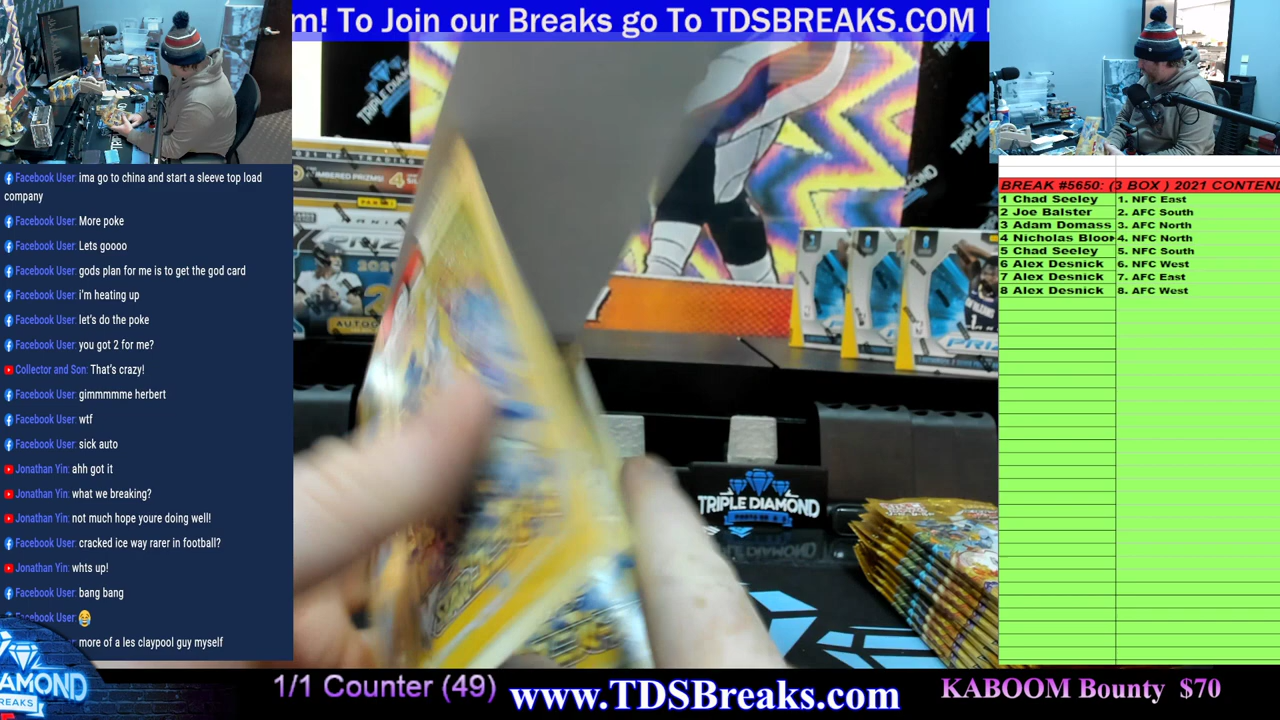 m! To Join our Breaks go To TDSBREAKS.COM
Facebook User: ima go to china and start a sleeve top load
company
Facebook User: More poke
Facebook User: Lets goooo
Facebook User: gods plan for me is to get the god card
Facebook User: i'm heating up
Facebook User: let's do the poke
Facebook User: you got 2 for me?
Collector and Son: That's crazy!
Facebook User: gimmmmme herbert
Facebook User: wtf
Facebook User: sick auto
Jonathan Yin: ahh got it
Jonathan Yin: what we breaking?
Jonathan Yin: not much hope youre doing well!
Facebook User: cracked ice way rarer in football?
Jonathan Yin: whts up!
Facebook User: bang bang
Facebook User: 😂
User: more of a les claypool guy myself
AMOND
BREAKS
TRIPLE DIAMOND
TRIPLE DIAMOND
BREAK #5650: (3 BOX ) 2021 CONTEND
1 Chad Seeley 1. NFC East
2 Joe Balster 2. AFC South
3 Adam Domass 3. AFC North
4 Nicholas Bloor 4. NFC North
5 Chad Seeley 5. NFC South
6 Alex Desnick 6. NFC West
7 Alex Desnick 7. AFC East
8 Alex Desnick 8. AFC West
1/1 Counter (49)
www.TDSBreaks.com
KABOOM Bounty $70